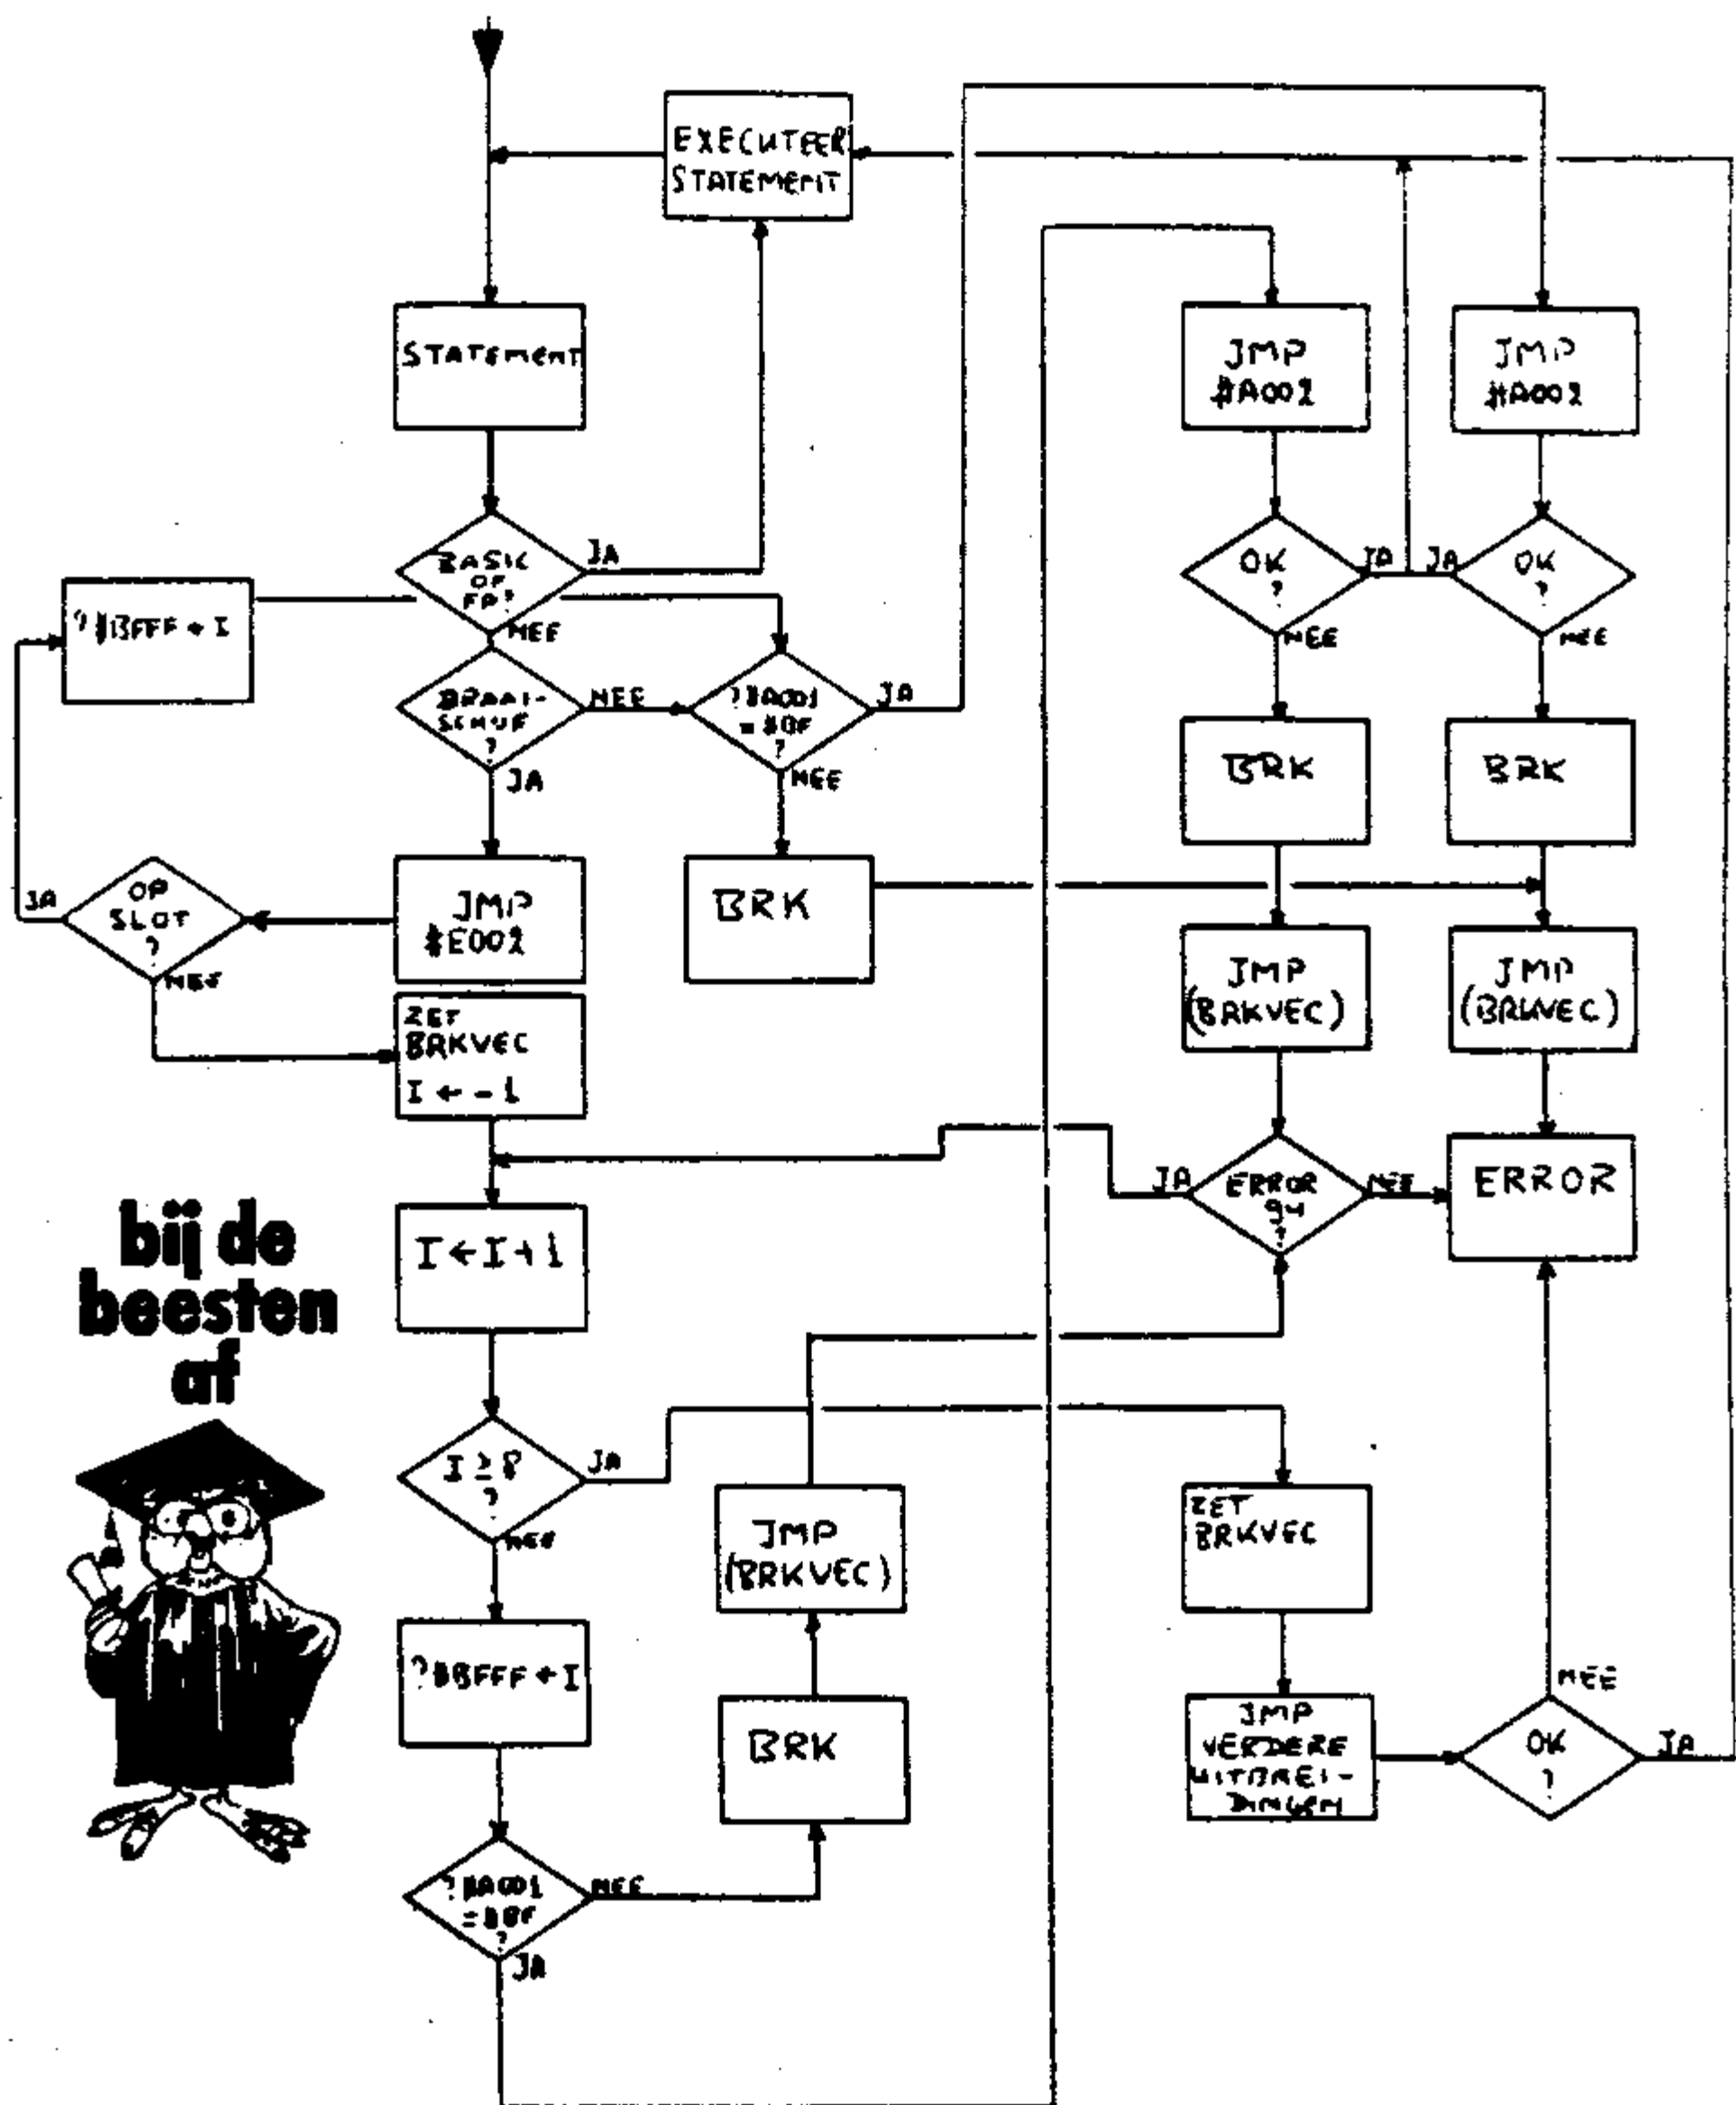 EXECUTEER
STATEMENT
STATEMENT
JMP
#A002
JMP
#A002
BASIC
OF
FP?
JA
NEE
OK
?
JA
JA
OK
?
NEE
NEE
?#BFFF ← I
BRAAI-
SCHIJF
?
NEE
JA
?#A001
= #BF
?
JA
NEE
BRK
BRK
OP
SLOT
?
JA
NEE
JMP
#E002
BRK
JMP
(BRKVEC)
JMP
(BRKVEC)
ZET
BRKVEC
I ← - 1
JA
ERROR
94
?
NEE
ERROR
I ← I + 1
bij de
beesten
af
I ≥ 8
?
JA
NEE
JMP
(BRKVEC)
ZET
BRKVEC
?#BFFF ← I
BRK
JMP
VERDERE
UITBREI-
DINGEN
OK
?
NEE
JA
?#A001
= #BF
?
NEE
JA